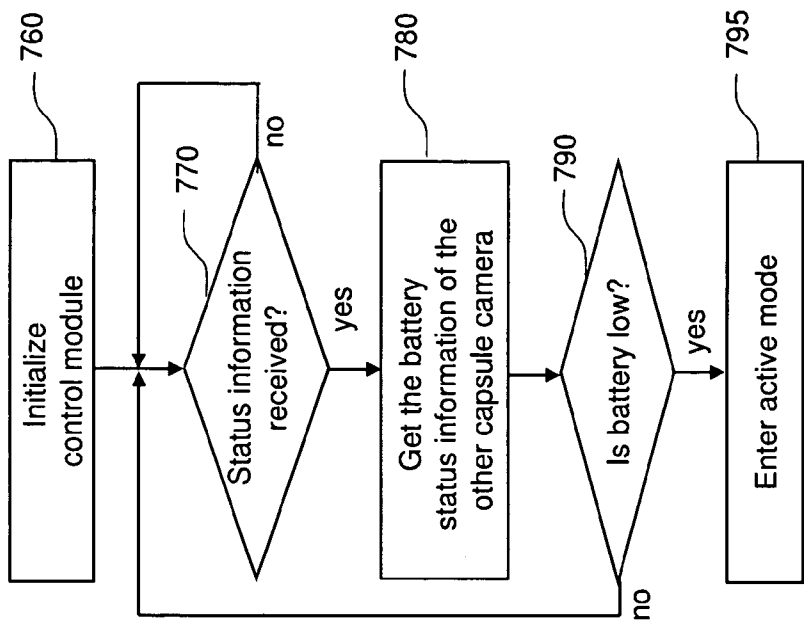 760
Initialize
control module
770
Status information
received?
no
yes
780
Get the battery
status information of the
other capsule camera
790
Is battery low?
no
yes
795
Enter active mode